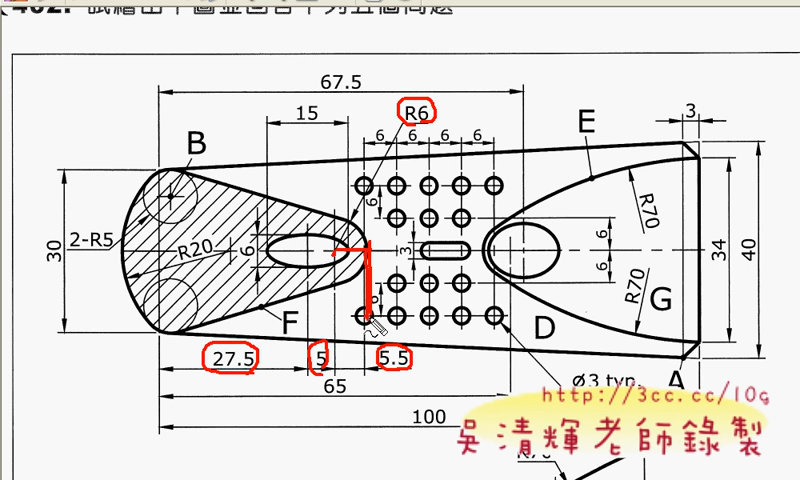 402. 試繪出下圖並回答下列五個問題
67.5
15
R6
3
B
6 6 6 6
E
6
R70
2-R5
30
R20
6
3
6
6
34
40
R70
G
6
F
D
27.5 5 5.5
A
65
Ø3 typ.
http://3cc.cc/10g
100
吳清輝老師錄製
R70